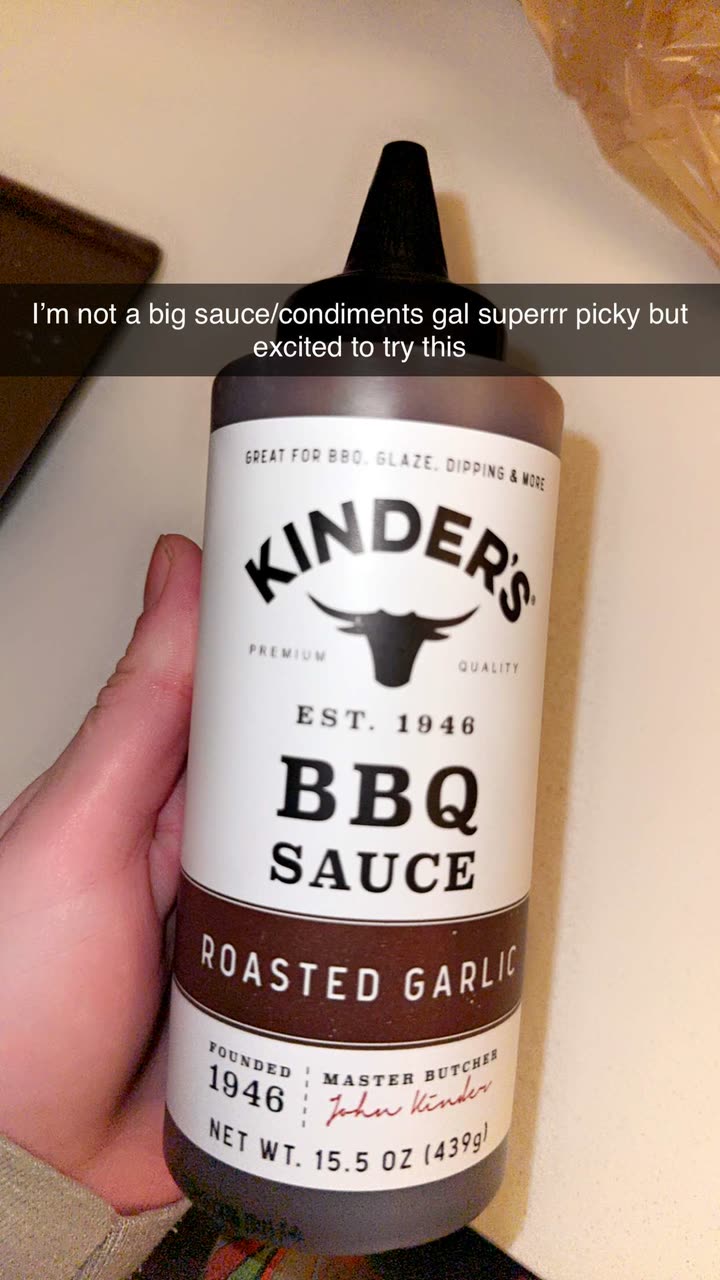 I'm not a big sauce/condiments gal superrr picky but
excited to try this
GREAT FOR BBQ, GLAZE, DIPPING & MORE
KINDER'S®
PREMIUM QUALITY
EST. 1946
BBQ
SAUCE
ROASTED GARLIC
FOUNDED
1946
MASTER BUTCHER
John Kinder
NET WT. 15.5 OZ (439g)